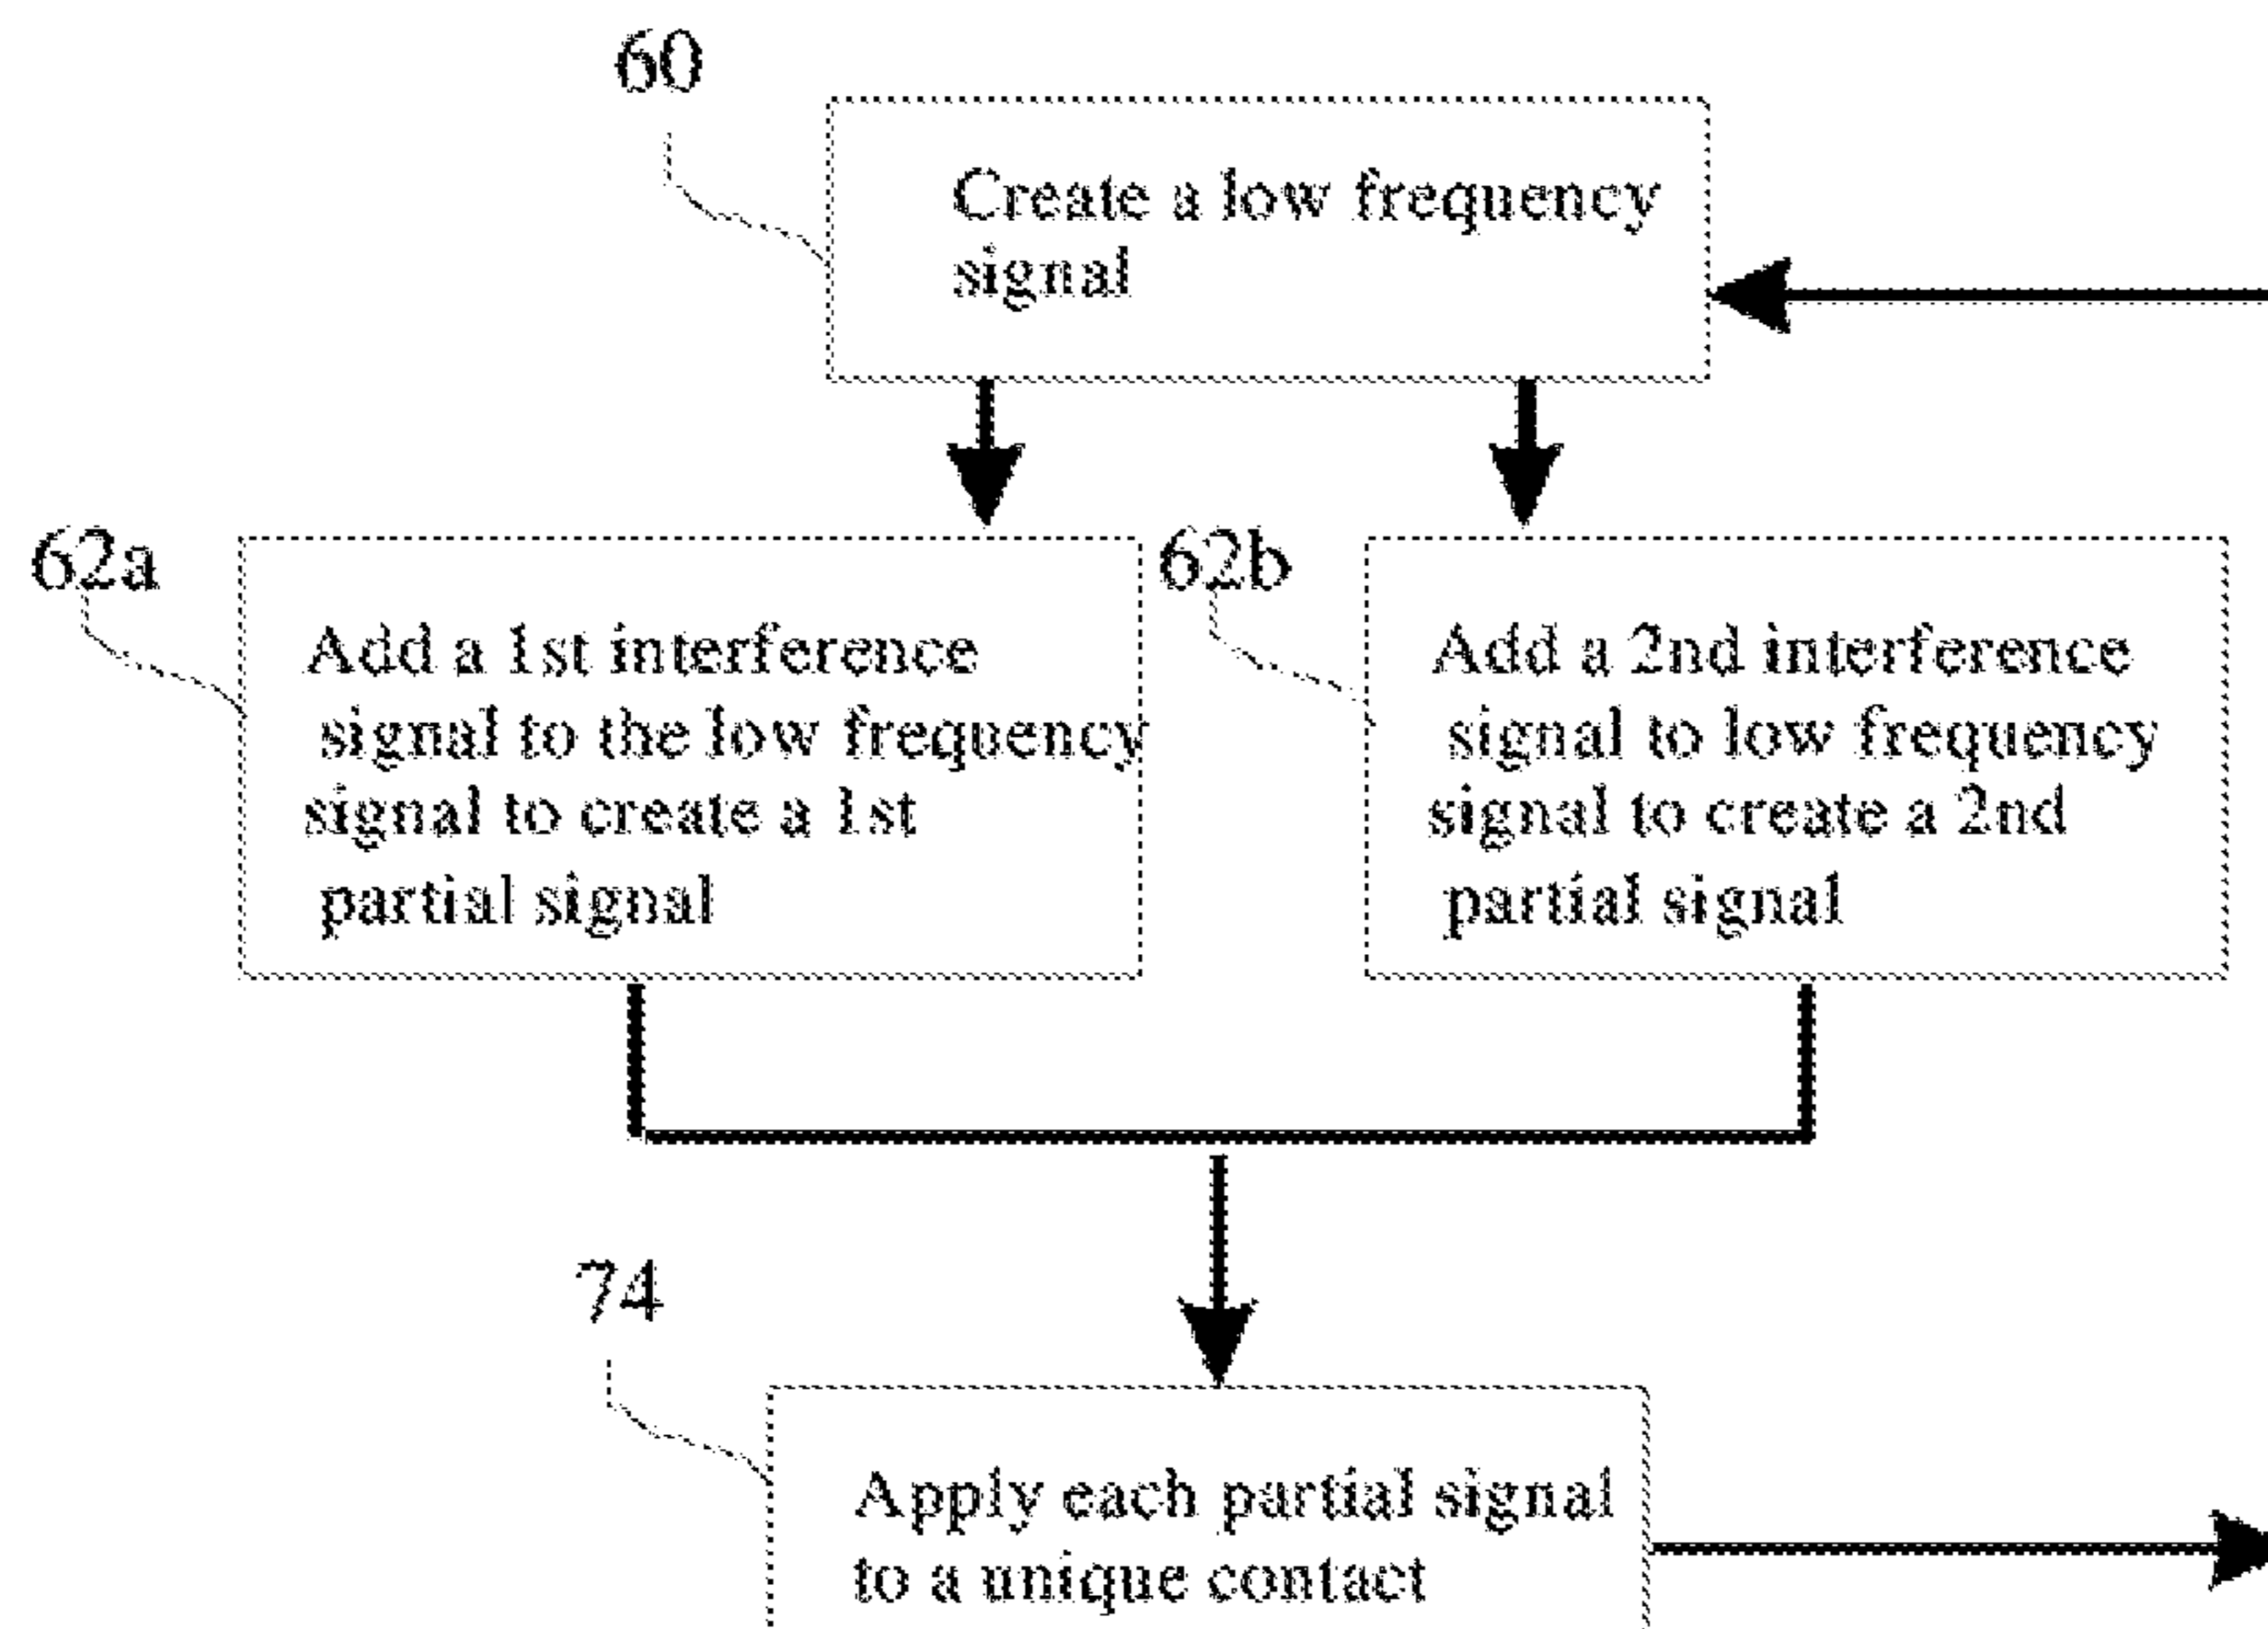 60
Create a low frequency
signal
62a
Add a 1st interference
signal to the low frequency
signal to create a 1st
partial signal
62b
Add a 2nd interference
signal to low frequency
signal to create a 2nd
partial signal
74
Apply each partial signal
to a unique contact